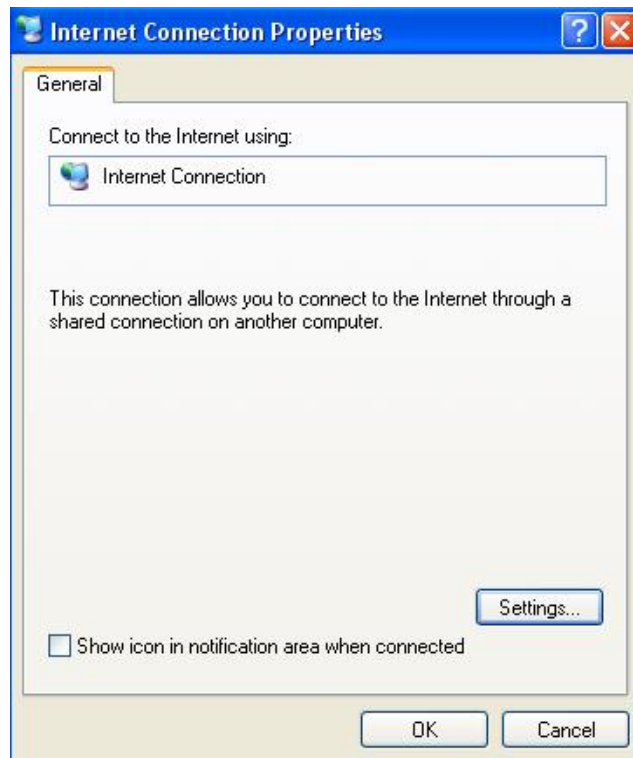 Internet Connection Properties
General
Connect to the Internet using:
Internet Connection
This connection allows you to connect to the Internet through a
shared connection on another computer.
Settings...
Show icon in notification area when connected
OK
Cancel